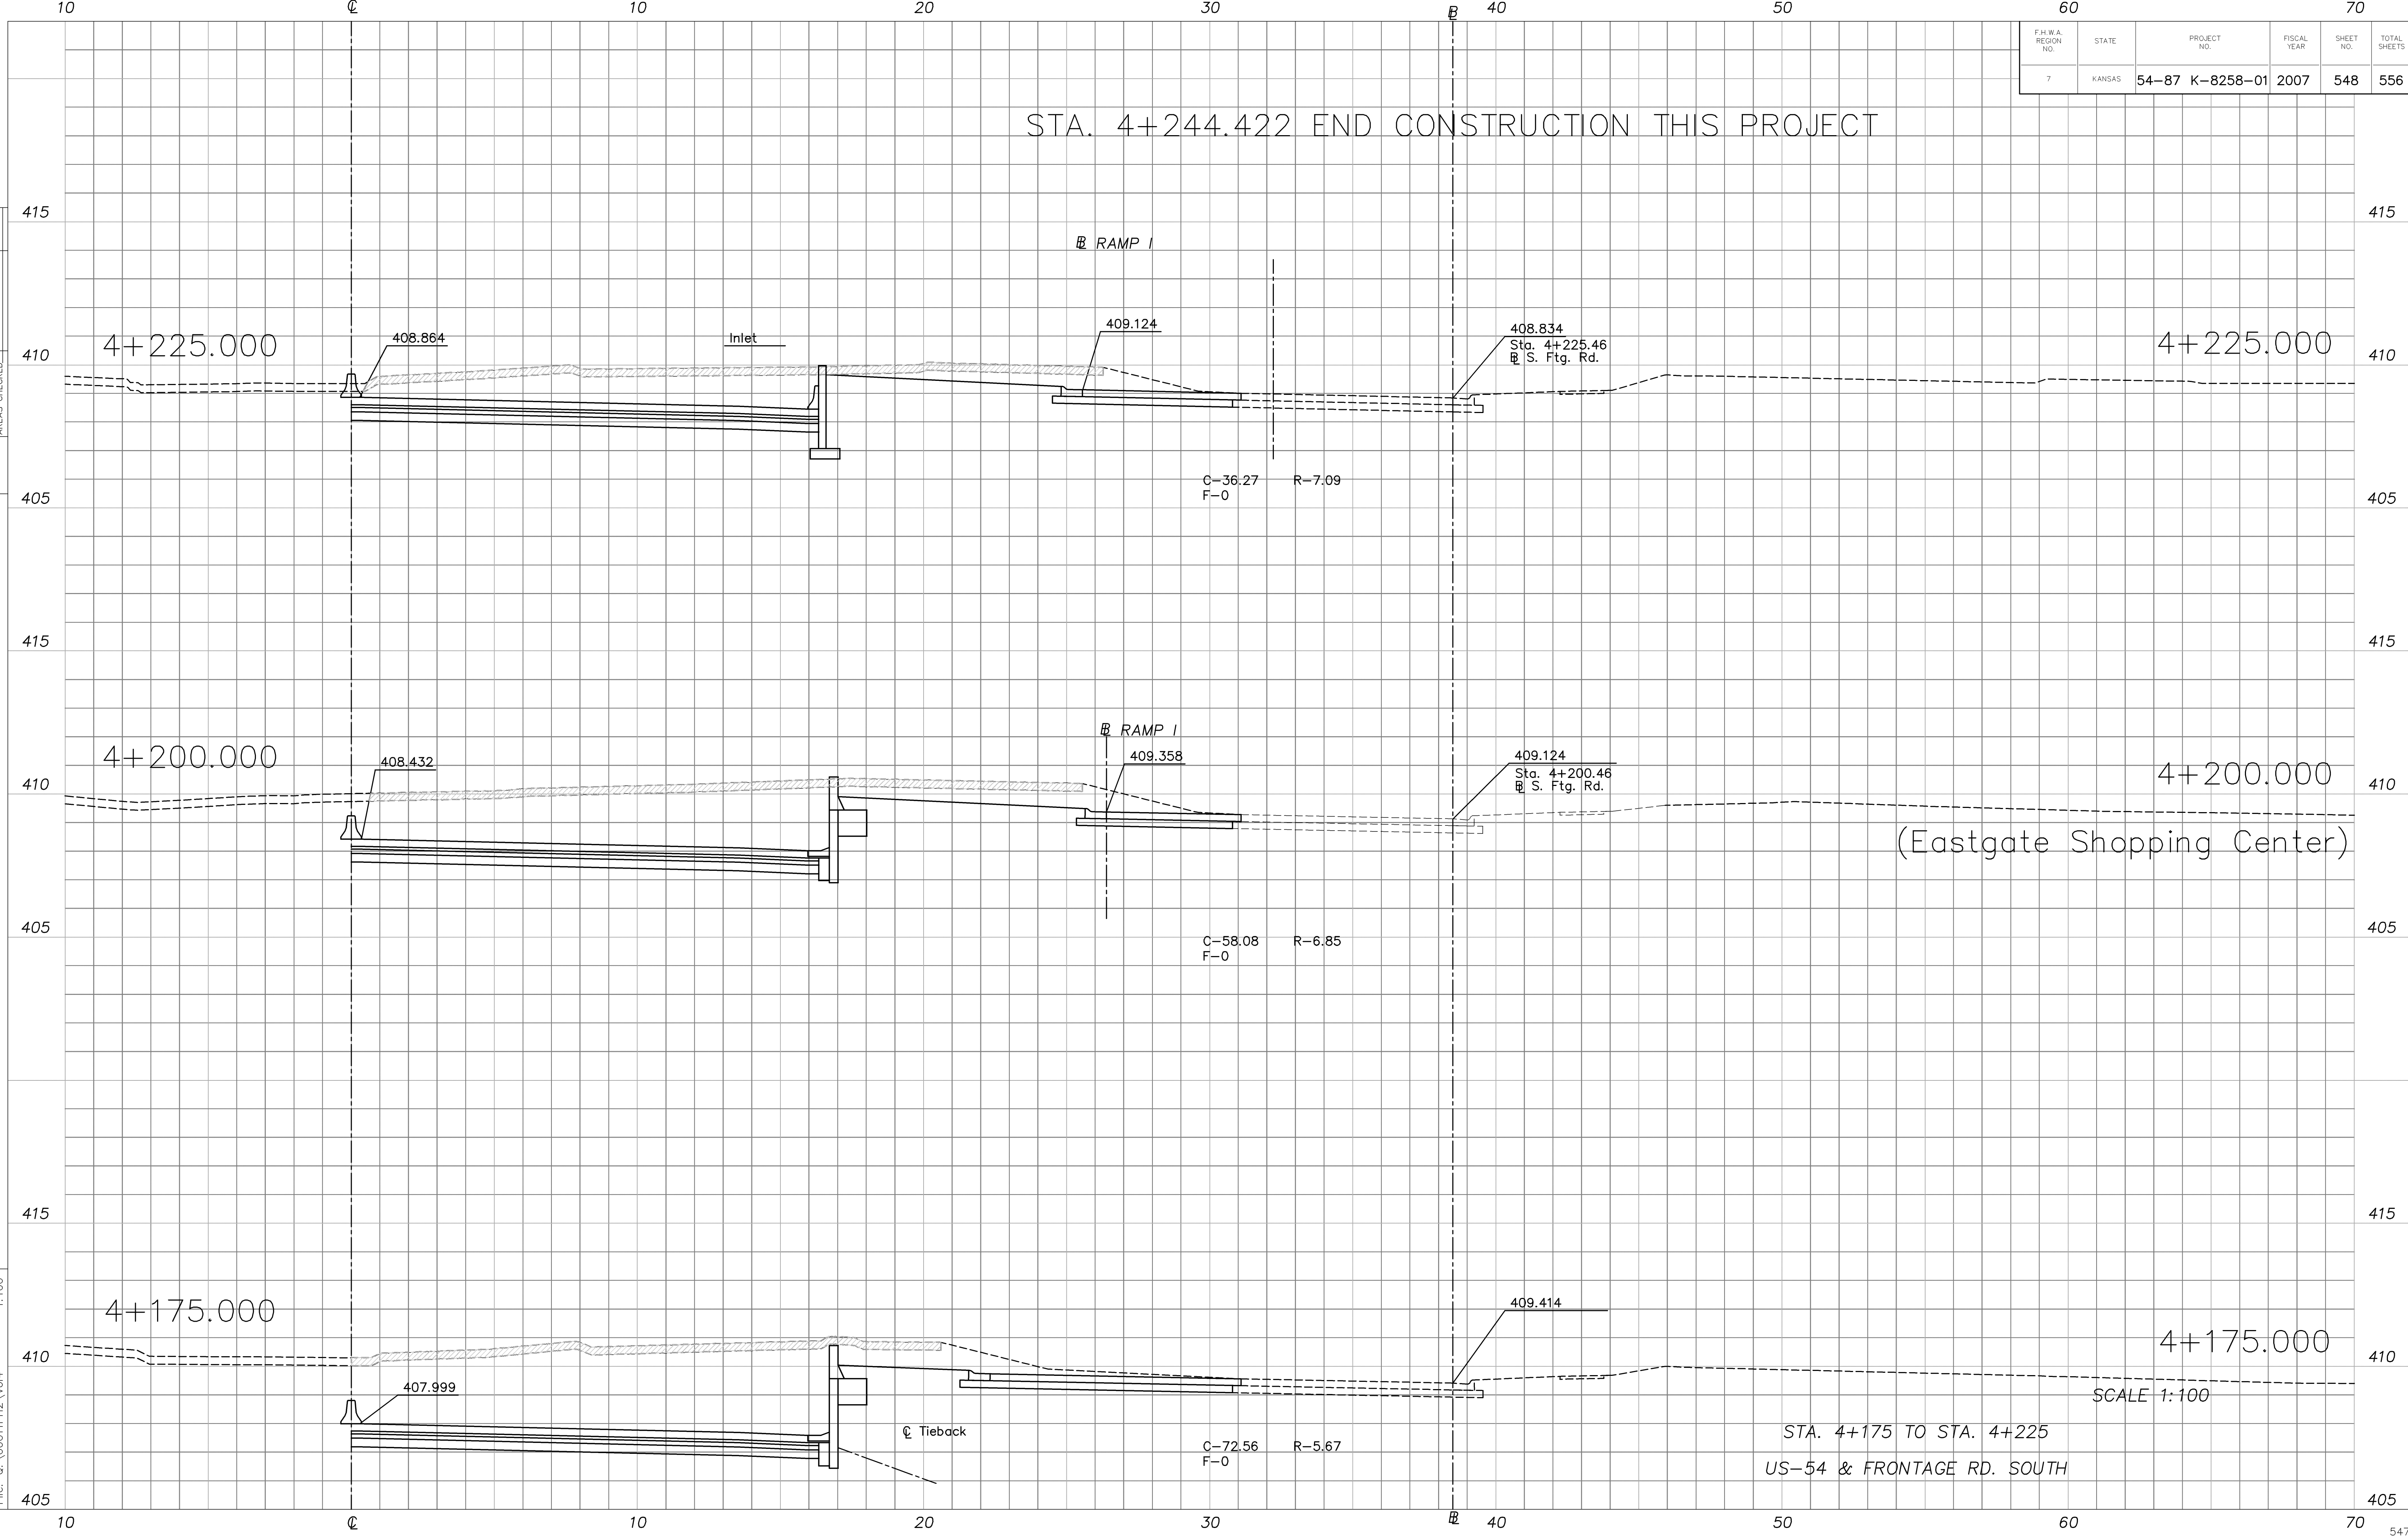 10 ℄ 10 20 30 ℄B 40 50 60 70
F.H.W.A. REGION NO. STATE PROJECT NO. FISCAL YEAR SHEET NO. TOTAL SHEETS
7 KANSAS 54-87 K-8258-01 2007 548 556
STA. 4+244.422 END CONSTRUCTION THIS PROJECT
415 415
BL RAMP I
4+225.000 408.864 Inlet 409.124 408.834 4+225.000
Sta. 4+225.46
BL S. Ftg. Rd.
410 410
C-36.27 R-7.09
F-0
405 405
415 415
BL RAMP I
4+200.000 408.432 409.358 409.124 4+200.000
Sta. 4+200.46
BL S. Ftg. Rd.
410 410
(Eastgate Shopping Center)
405 405
C-58.08 R-6.85
F-0
415 415
4+175.000 409.414 4+175.000
410 410
407.999
SCALE 1:100
℄ Tieback
STA. 4+175 TO STA. 4+225
C-72.56 R-5.67
F-0
US-54 & FRONTAGE RD. SOUTH
405 405
10 ℄ 10 20 30 BL 40 50 60 70